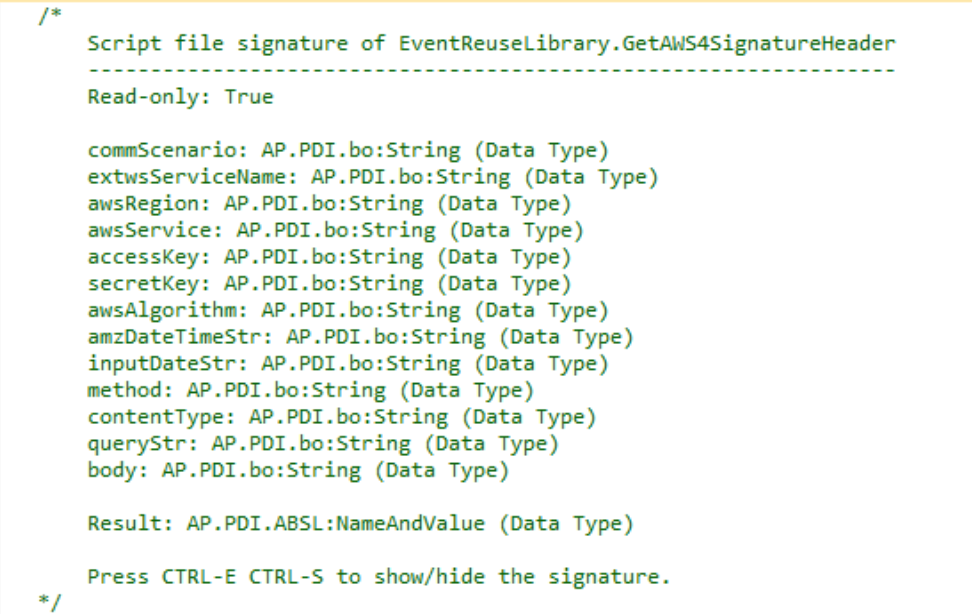 /*
Script file signature of EventReuseLibrary.GetAWS4SignatureHeader
-----------------------------------------------------------------
Read-only: True
commScenario: AP.PDI.bo:String (Data Type)
extwsServiceName: AP.PDI.bo:String (Data Type)
awsRegion: AP.PDI.bo:String (Data Type)
awsService: AP.PDI.bo:String (Data Type)
accessKey: AP.PDI.bo:String (Data Type)
secretKey: AP.PDI.bo:String (Data Type)
awsAlgorithm: AP.PDI.bo:String (Data Type)
amzDateTimeStr: AP.PDI.bo:String (Data Type)
inputDateStr: AP.PDI.bo:String (Data Type)
method: AP.PDI.bo:String (Data Type)
contentType: AP.PDI.bo:String (Data Type)
queryStr: AP.PDI.bo:String (Data Type)
body: AP.PDI.bo:String (Data Type)
Result: AP.PDI.ABSL:NameAndValue (Data Type)
Press CTRL-E CTRL-S to show/hide the signature.
*/